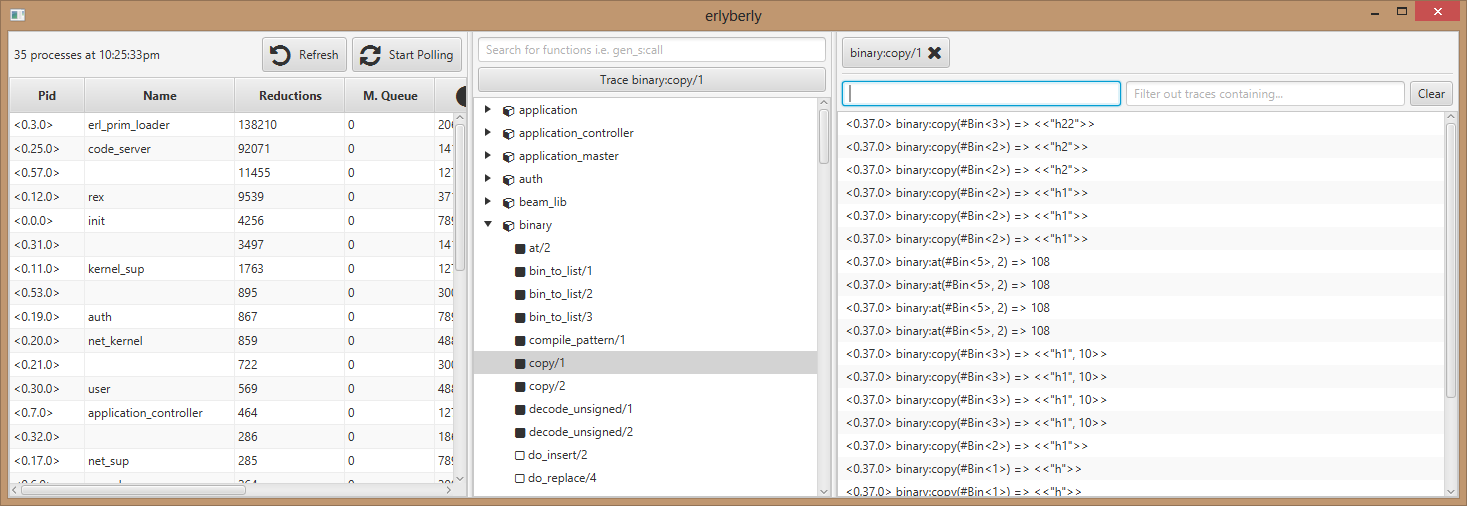 erlyberly
35 processes at 10:25:33pm
Refresh
Start Polling
Pid Name Reductions M. Queue
<0.3.0> erl_prim_loader 138210 0 206
<0.25.0> code_server 92071 0 141
<0.57.0> 11455 0 127
<0.12.0> rex 9539 0 371
<0.0.0> init 4256 0 789
<0.31.0> 3497 0 141
<0.11.0> kernel_sup 1763 0 127
<0.53.0> 895 0 300
<0.19.0> auth 867 0 789
<0.20.0> net_kernel 859 0 488
<0.21.0> 722 0 300
<0.30.0> user 569 0 488
<0.7.0> application_controller 464 0 127
<0.32.0> 286 0 186
<0.17.0> net_sup 285 0 789
Search for functions i.e. gen_s:call
Trace binary:copy/1
application
application_controller
application_master
auth
beam_lib
binary
at/2
bin_to_list/1
bin_to_list/2
bin_to_list/3
compile_pattern/1
copy/1
copy/2
decode_unsigned/1
decode_unsigned/2
do_insert/2
do_replace/4
binary:copy/1
Filter out traces containing...
Clear
<0.37.0> binary:copy(#Bin<3>) => <<"h22">>
<0.37.0> binary:copy(#Bin<2>) => <<"h2">>
<0.37.0> binary:copy(#Bin<2>) => <<"h2">>
<0.37.0> binary:copy(#Bin<2>) => <<"h1">>
<0.37.0> binary:copy(#Bin<2>) => <<"h1">>
<0.37.0> binary:copy(#Bin<2>) => <<"h1">>
<0.37.0> binary:at(#Bin<5>, 2) => 108
<0.37.0> binary:at(#Bin<5>, 2) => 108
<0.37.0> binary:at(#Bin<5>, 2) => 108
<0.37.0> binary:at(#Bin<5>, 2) => 108
<0.37.0> binary:copy(#Bin<3>) => <<"h1", 10>>
<0.37.0> binary:copy(#Bin<3>) => <<"h1", 10>>
<0.37.0> binary:copy(#Bin<3>) => <<"h1", 10>>
<0.37.0> binary:copy(#Bin<3>) => <<"h1", 10>>
<0.37.0> binary:copy(#Bin<2>) => <<"h1">>
<0.37.0> binary:copy(#Bin<1>) => <<"h">>
<0.37.0> binary:copy(#Bin<1>) => <<"h">>